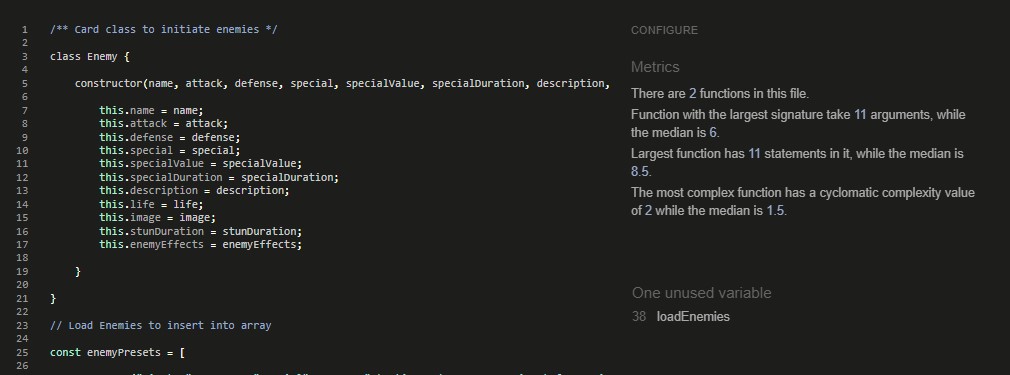 1 /** Card class to initiate enemies */
2
3 class Enemy {
4
5 constructor(name, attack, defense, special, specialValue, specialDuration, description,
6
7 this.name = name;
8 this.attack = attack;
9 this.defense = defense;
10 this.special = special;
11 this.specialValue = specialValue;
12 this.specialDuration = specialDuration;
13 this.description = description;
14 this.life = life;
15 this.image = image;
16 this.stunDuration = stunDuration;
17 this.enemyEffects = enemyEffects;
18
19 }
20
21 }
22
23 // Load Enemies to insert into array
24
25 const enemyPresets = [
26
CONFIGURE
Metrics
There are 2 functions in this file.
Function with the largest signature take 11 arguments, while
the median is 6.
Largest function has 11 statements in it, while the median is
8.5.
The most complex function has a cyclomatic complexity value
of 2 while the median is 1.5.
One unused variable
38 loadEnemies